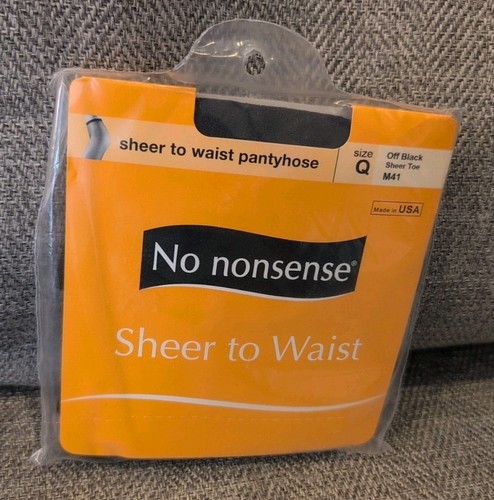 sheer to waist pantyhose
size
Q
Off Black
Sheer Toe
M41
Made in USA
No nonsense®
Sheer to Waist